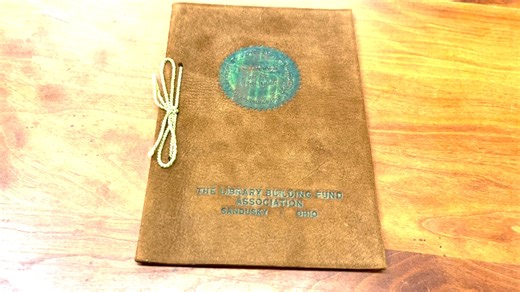 THE LIBRARY BUILDING FUND
ASSOCIATION
SANDUSKY OHIO